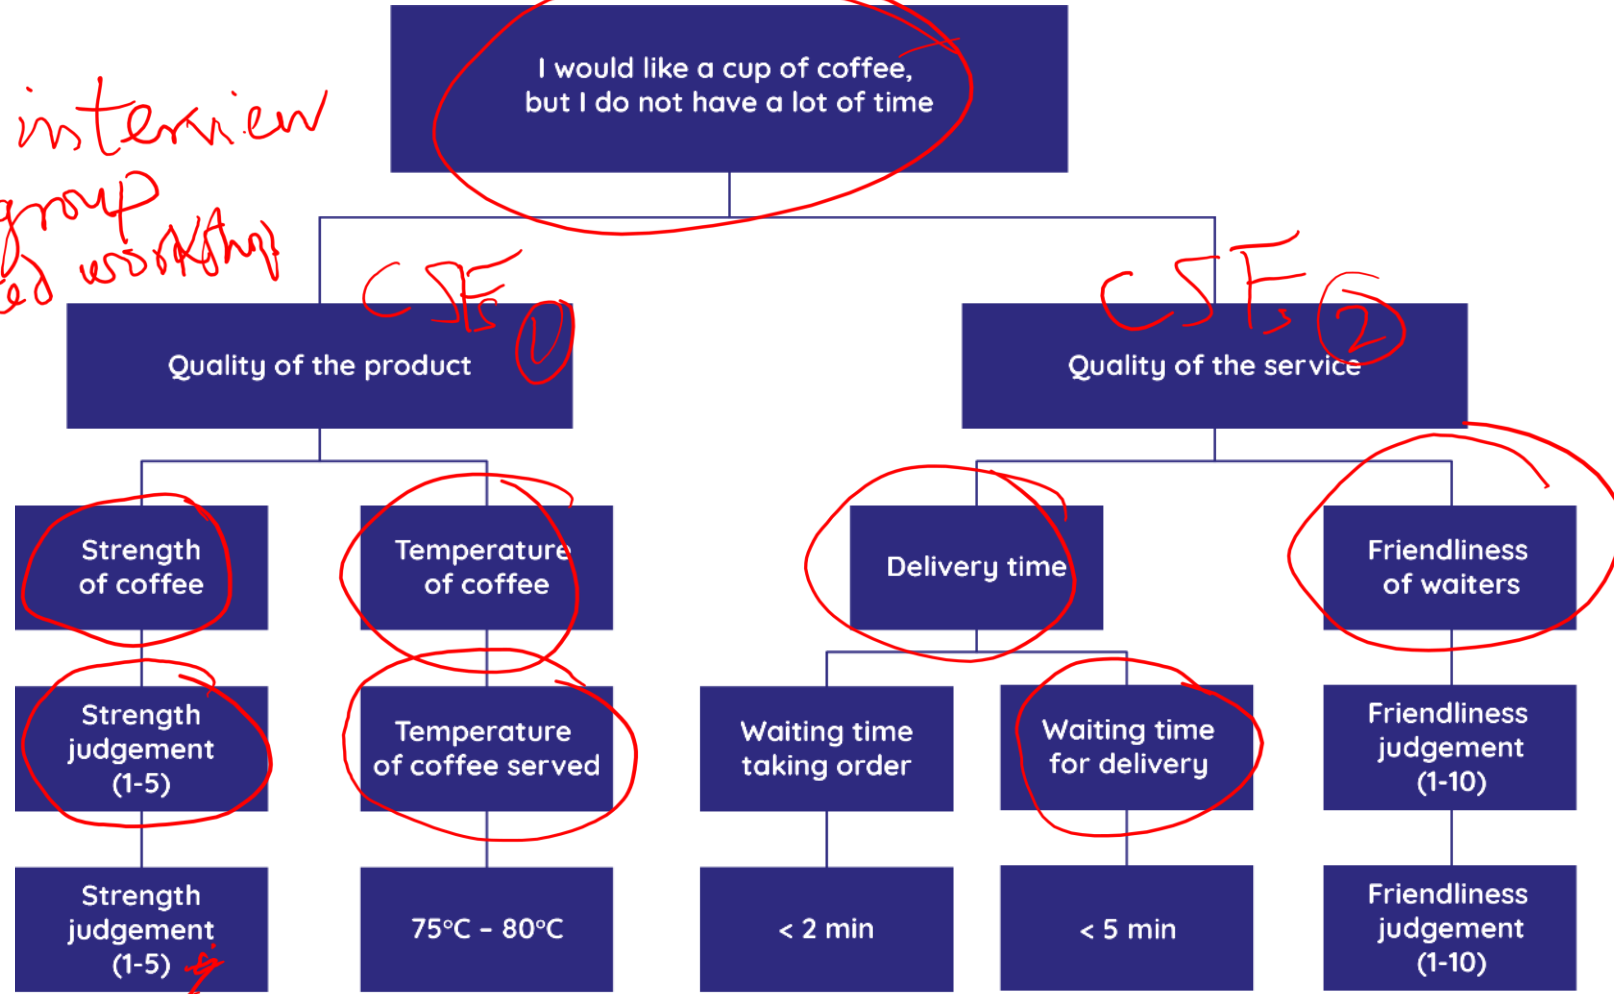 I would like a cup of coffee,
but I do not have a lot of time
interview
group
workshop
CSFs
1
CSFs
2
Quality of the product
Quality of the service
Strength
of coffee
Temperature
of coffee
Delivery time
Friendliness
of waiters
Strength
judgement
(1-5)
Temperature
of coffee served
Waiting time
taking order
Waiting time
for delivery
Friendliness
judgement
(1-10)
Strength
judgement
(1-5)
75°C – 80°C
< 2 min
< 5 min
Friendliness
judgement
(1-10)